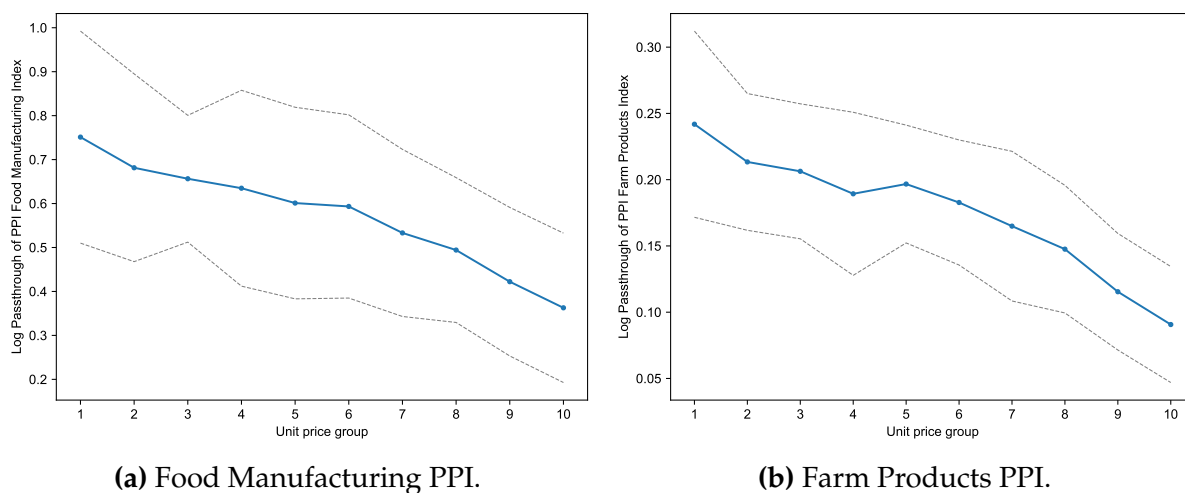 Log Passthrough of PPI Food Manufacturing Index
1.0
0.9
0.8
0.7
0.6
0.5
0.4
0.3
0.2
1 2 3 4 5 6 7 8 9 10
Unit price group
(a) Food Manufacturing PPI.
Log Passthrough of PPI Farm Products Index
0.30
0.25
0.20
0.15
0.10
0.05
1 2 3 4 5 6 7 8 9 10
Unit price group
(b) Farm Products PPI.